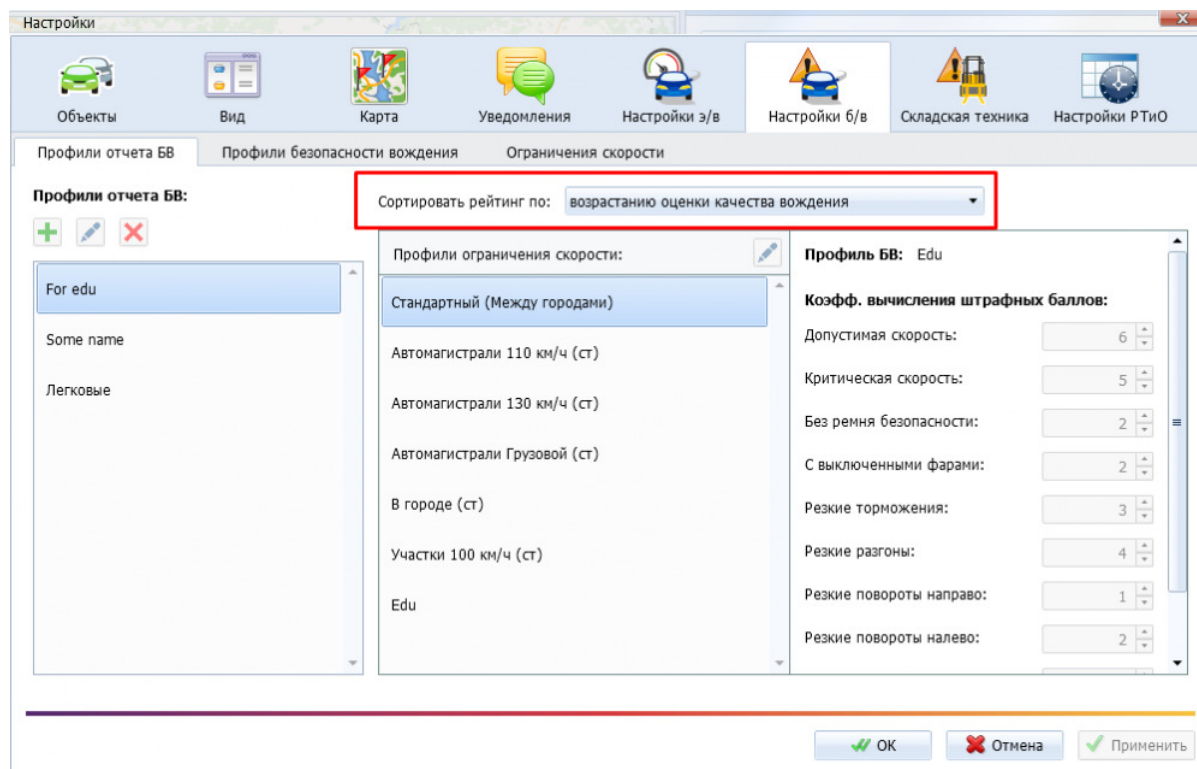 Настройки
Объекты
Вид
Карта
Уведомления
Настройки э/в
Настройки б/в
Складская техника
Настройки РТиО
Профили отчета БВ
Профили безопасности вождения
Ограничения скорости
Профили отчета БВ:
Сортировать рейтинг по: возрастанию оценки качества вождения
For edu
Some name
Легковые
Профили ограничения скорости:
Стандартный (Между городами)
Автомагистрали 110 км/ч (ст)
Автомагистрали 130 км/ч (ст)
Автомагистрали Грузовой (ст)
В городе (ст)
Участки 100 км/ч (ст)
Edu
Профиль БВ: Edu
Коэфф. вычисления штрафных баллов:
Допустимая скорость: 6
Критическая скорость: 5
Без ремня безопасности: 2
С выключенными фарами: 2
Резкие торможения: 3
Резкие разгоны: 4
Резкие повороты направо: 1
Резкие повороты налево: 2
ОК
Отмена
Применить